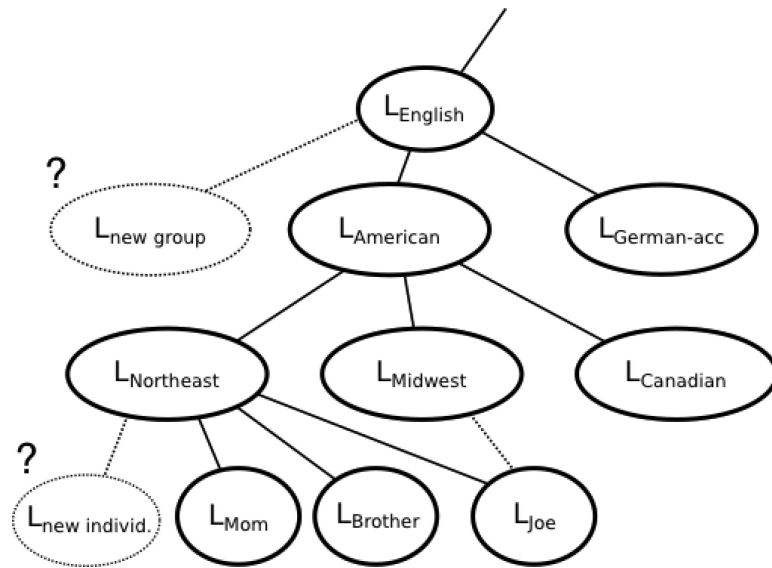 L English
?
L new group
L American
L German-acc
L Northeast
L Midwest
L Canadian
?
L new individ.
L Mom
L Brother
L Joe